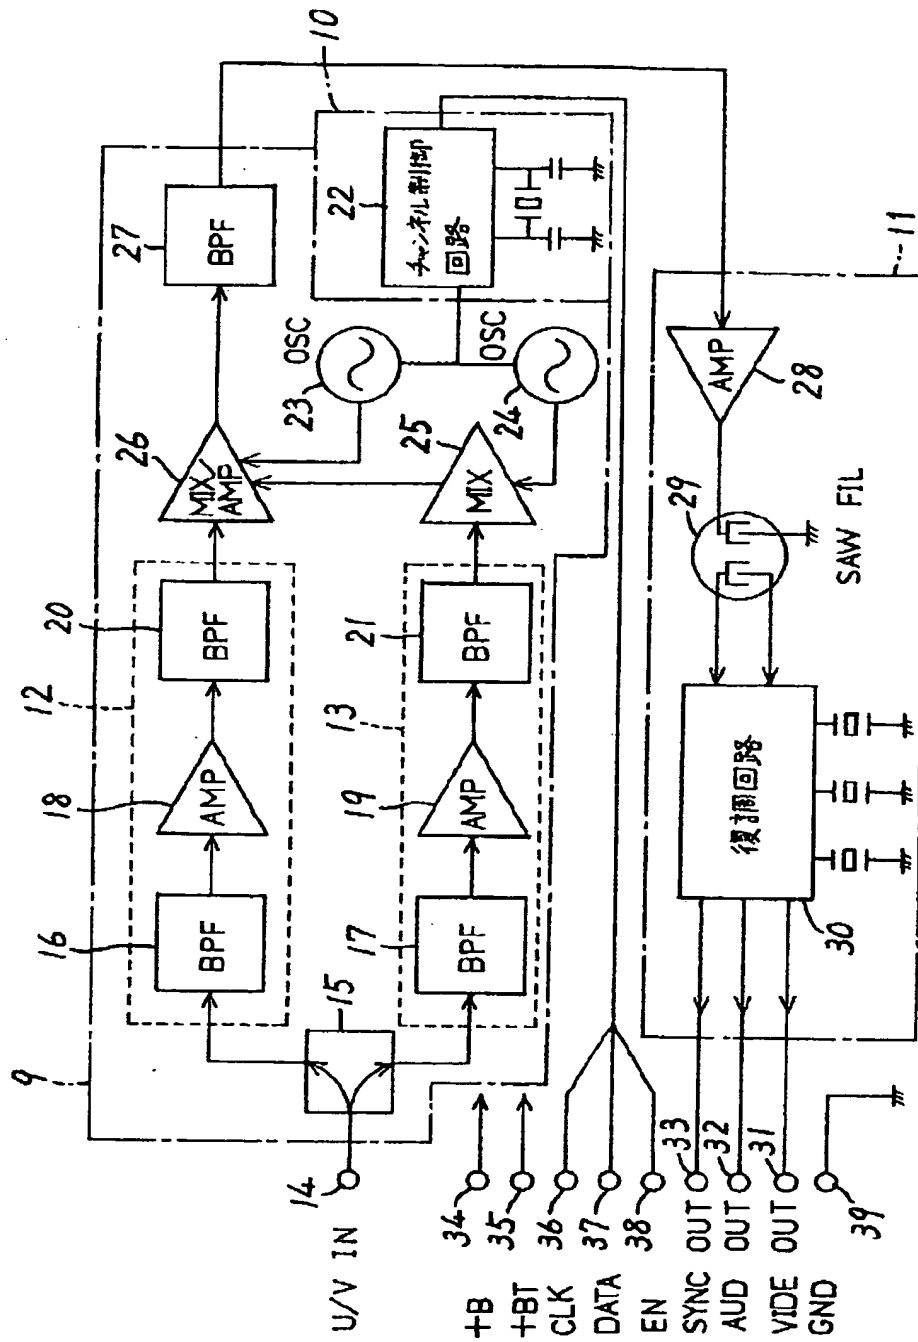 9
12
16
BPF
18
AMP
20
BPF
26
MIX/
AMP
27
BPF
10
15
13
17
BPF
19
AMP
21
BPF
25
MIX
23
OSC
24
OSC
22
チャンネル制御
回路
14
U/V IN
34
+B
35
+BT
36
CLK
37
DATA
38
EN
33
SYNC OUT
32
AUD OUT
31
VIDE OUT
39
GND
11
30
復調回路
29
SAW FIL
28
AMP